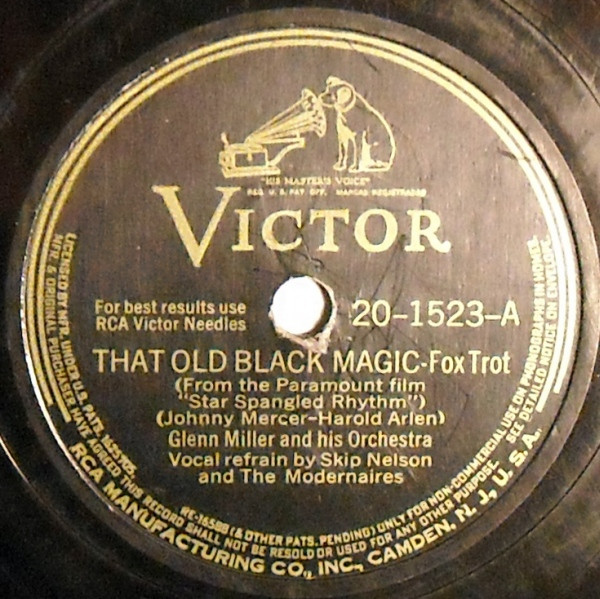 "HIS MASTER'S VOICE"
REG. U. S. PAT. OFF. MARCAS REGISTRADAS
VICTOR
For best results use
RCA Victor Needles
20-1523-A
THAT OLD BLACK MAGIC-Fox Trot
(From the Paramount film
"Star Spangled Rhythm")
(Johnny Mercer-Harold Arlen)
Glenn Miller and his Orchestra
Vocal refrain by Skip Nelson
and The Modernaires
LICENSED BY MFR. UNDER U.S. PATS. RE-16588 (& OTHER PATS. PENDING) ONLY FOR NON-COMMERCIAL USE ON PHONOGRAPHS IN HOMES.
MFR. & ORIGINAL PURCHASER HAVE AGREED THIS RECORD SHALL NOT BE RESOLD OR USED FOR ANY OTHER PURPOSE. SEE DETAILED NOTICE ON ENVELOPE.
RCA MANUFACTURING CO., INC., CAMDEN, N. J., U. S. A.